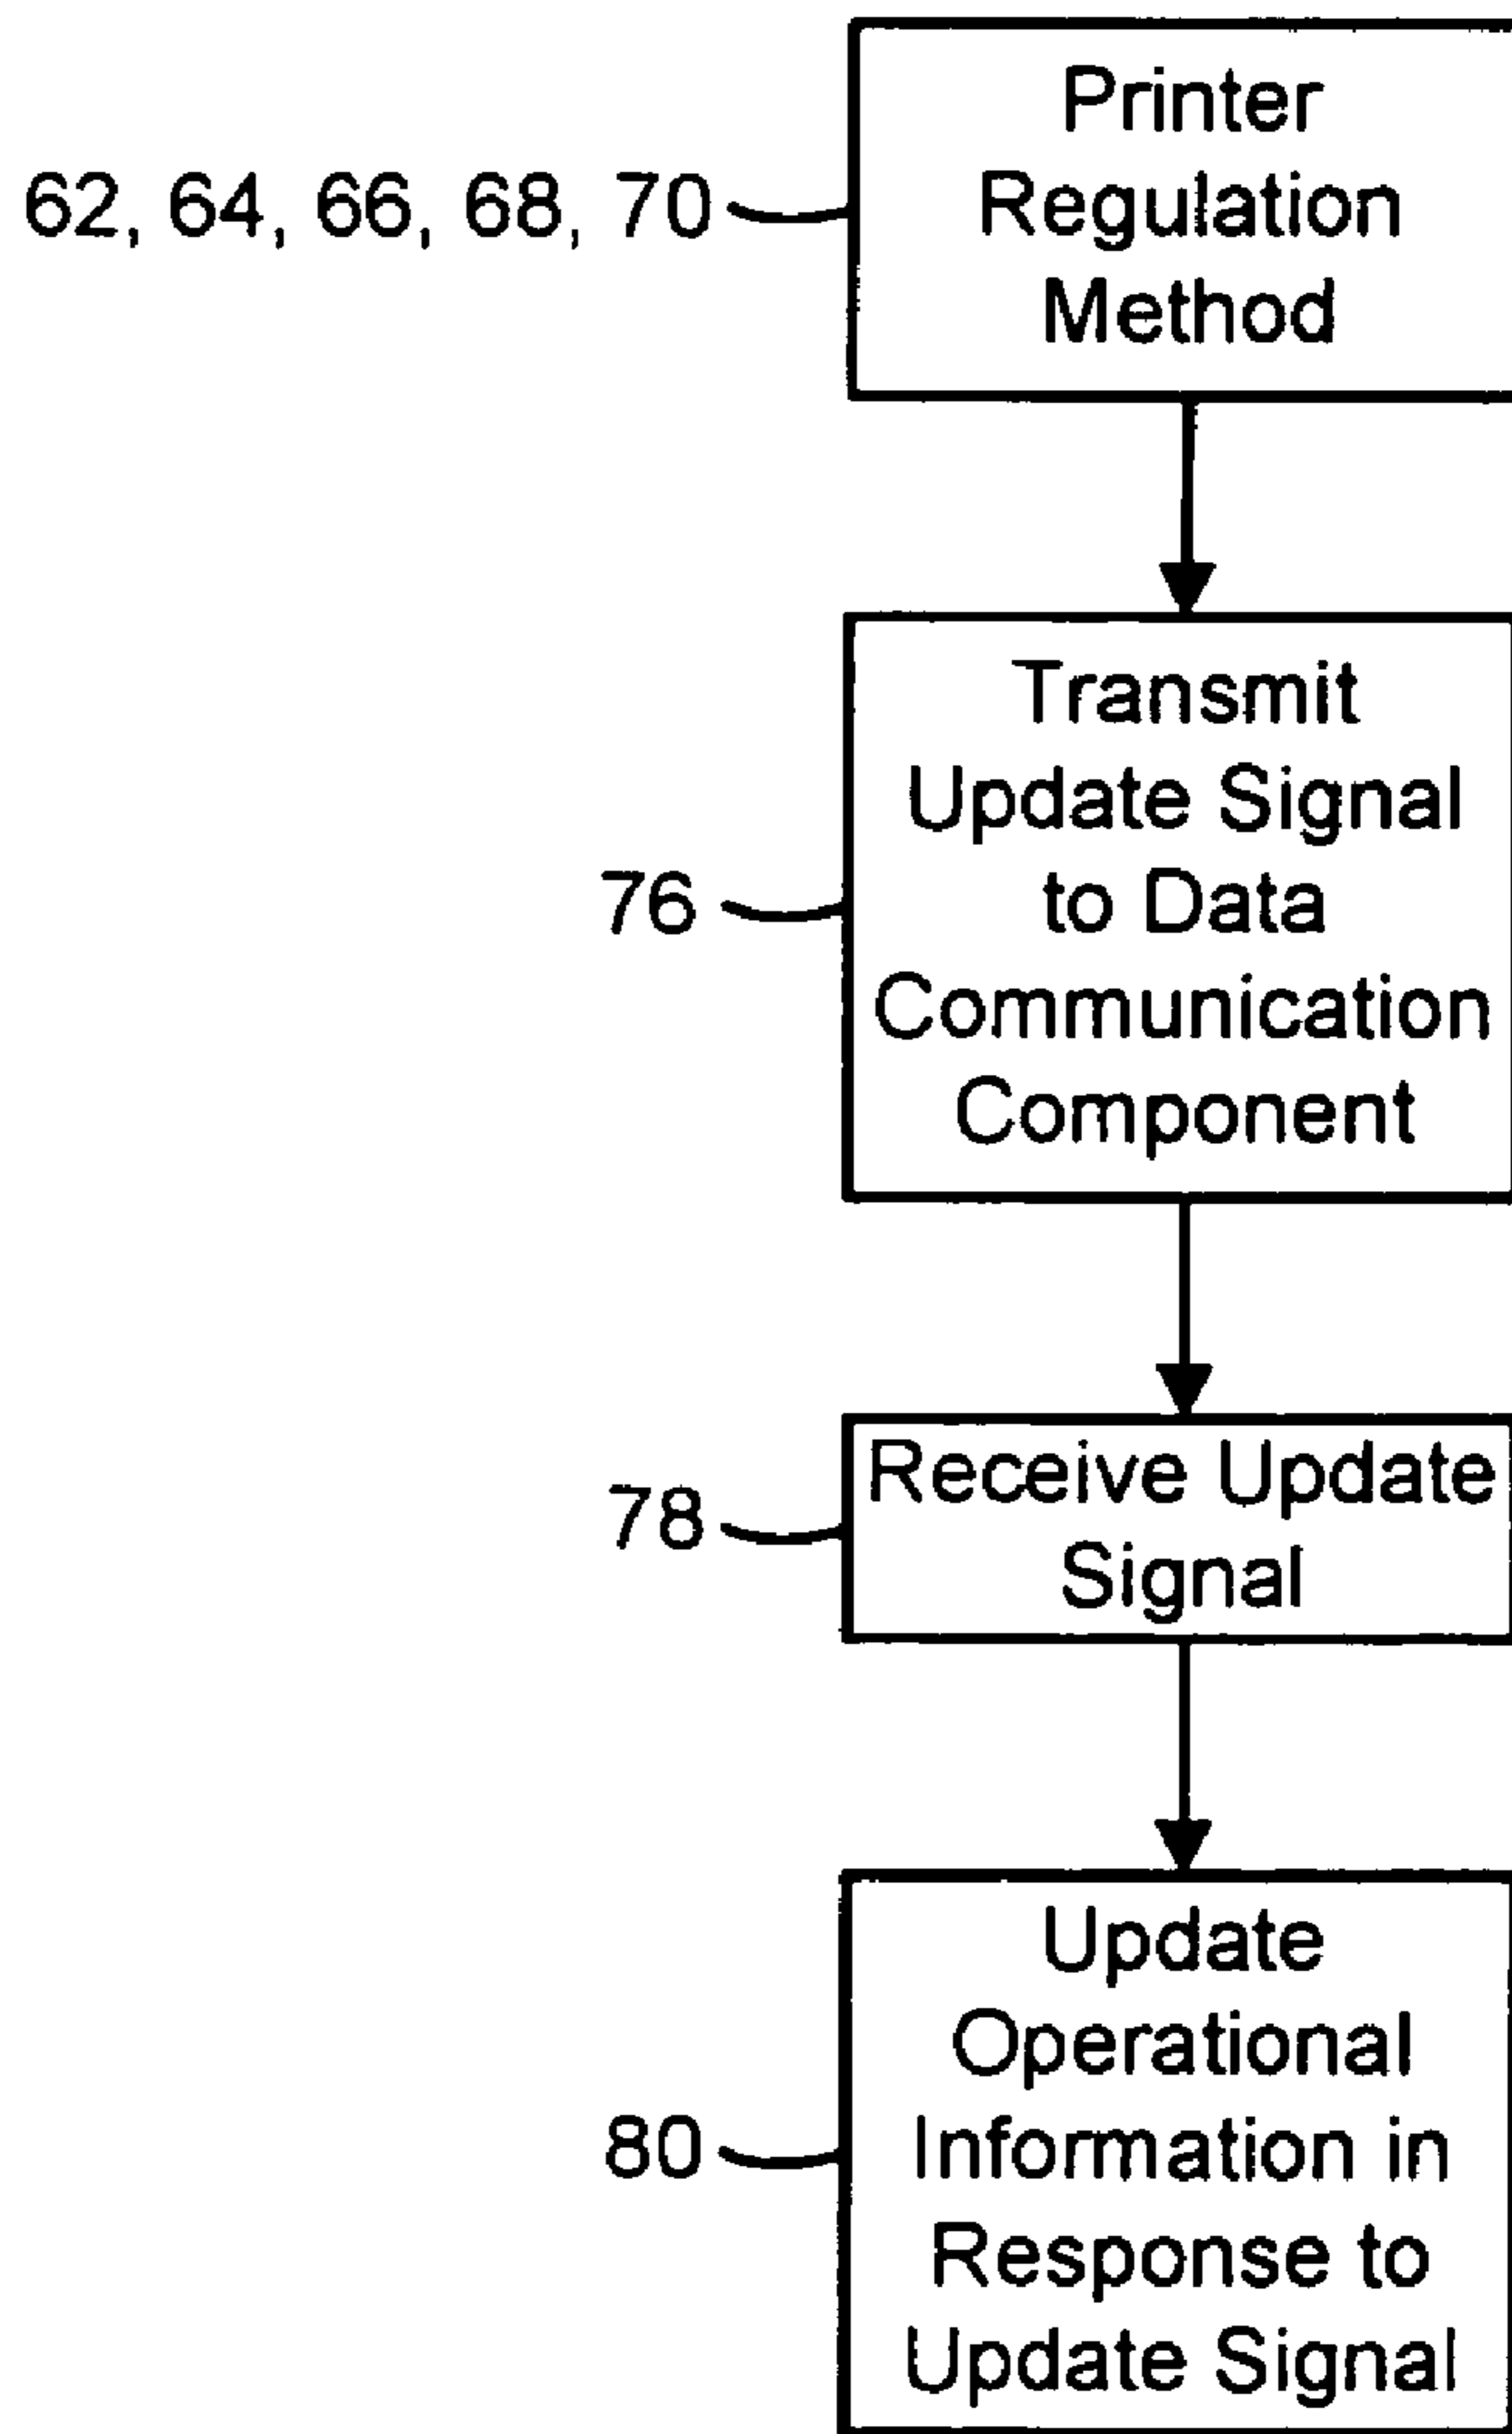 Printer
62, 64, 66, 68, 70 Regulation
Method
Transmit
Update Signal
76 to Data
Communication
Component
Receive Update
78
Signal
Update
Operational
80 Information in
Response to
Update Signal